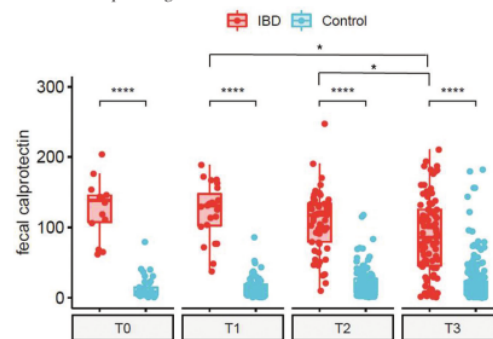 IBD Control
*
*
**** **** **** ****
300
200
100
0
fecal calprotectin
T0 T1 T2 T3